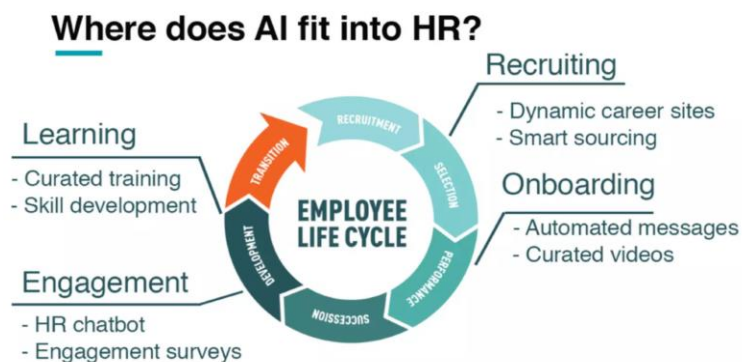 Where does AI fit into HR?
Recruiting
- Dynamic career sites
- Smart sourcing
Onboarding
- Automated messages
- Curated videos
Learning
- Curated training
- Skill development
Engagement
- HR chatbot
- Engagement surveys
EMPLOYEE
LIFE CYCLE
RECRUITMENT
SELECTION
PERFORMANCE
SUCCESSION
DEVELOPMENT
TRANSITION